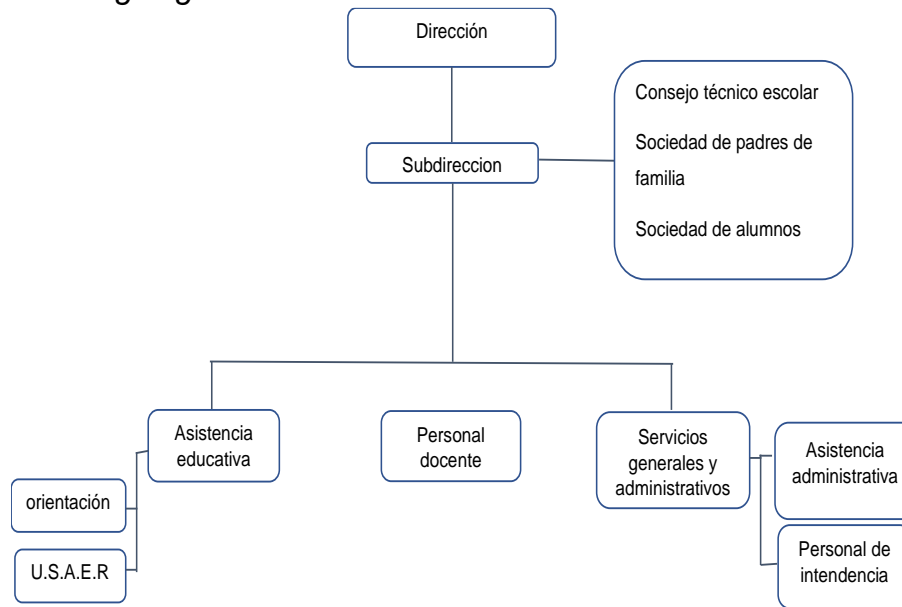 Dirección
Consejo técnico escolar
Sociedad de padres de
familia
Sociedad de alumnos
Subdireccion
Asistencia
educativa
Personal
docente
Servicios
generales y
administrativos
Asistencia
administrativa
orientación
U.S.A.E.R
Personal de
intendencia